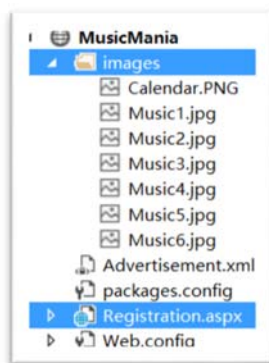 MusicMania
images
Calendar.PNG
Music1.jpg
Music2.jpg
Music3.jpg
Music4.jpg
Music5.jpg
Music6.jpg
Advertisement.xml
packages.config
Registration.aspx
Web.config